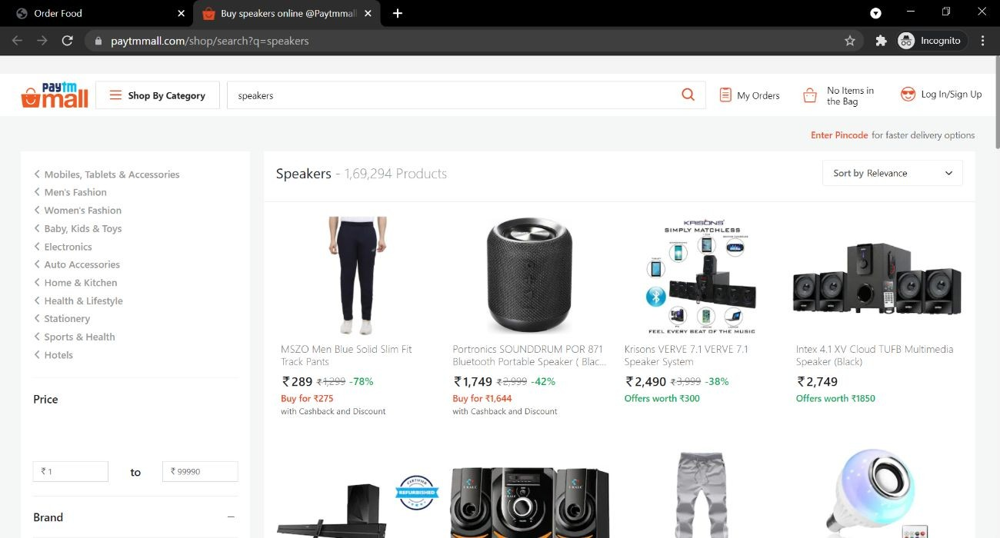 Order Food
Buy speakers online @Paytmmall
paytmmall.com/shop/search?q=speakers
Incognito
paytm
mall
Shop By Category
speakers
My Orders
No Items in
the Bag
Log In/Sign Up
Enter Pincode for faster delivery options
Mobiles, Tablets & Accessories
Men's Fashion
Women's Fashion
Baby, Kids & Toys
Electronics
Auto Accessories
Home & Kitchen
Health & Lifestyle
Stationery
Sports & Health
Hotels
Price
₹ 1
to
₹ 99990
Brand
Speakers - 1,69,294 Products
Sort by Relevance
MSZO Men Blue Solid Slim Fit
Track Pants
₹289 ₹1,299 -78%
Buy for ₹275
with Cashback and Discount
Portronics SOUNDDRUM POR 871
Bluetooth Portable Speaker ( Blac...
₹1,749 ₹2,999 -42%
Buy for ₹1,644
with Cashback and Discount
KRISONS
SIMPLY MATCHLESS
FEEL EVERY BEAT OF THE MUSIC
Krisons VERVE 7.1 VERVE 7.1
Speaker System
₹2,490 ₹3,999 -38%
Offers worth ₹300
Intex 4.1 XV Cloud TUFB Multimedia
Speaker (Black)
₹2,749
Offers worth ₹1850
CERTIFIED
REFURBISHED